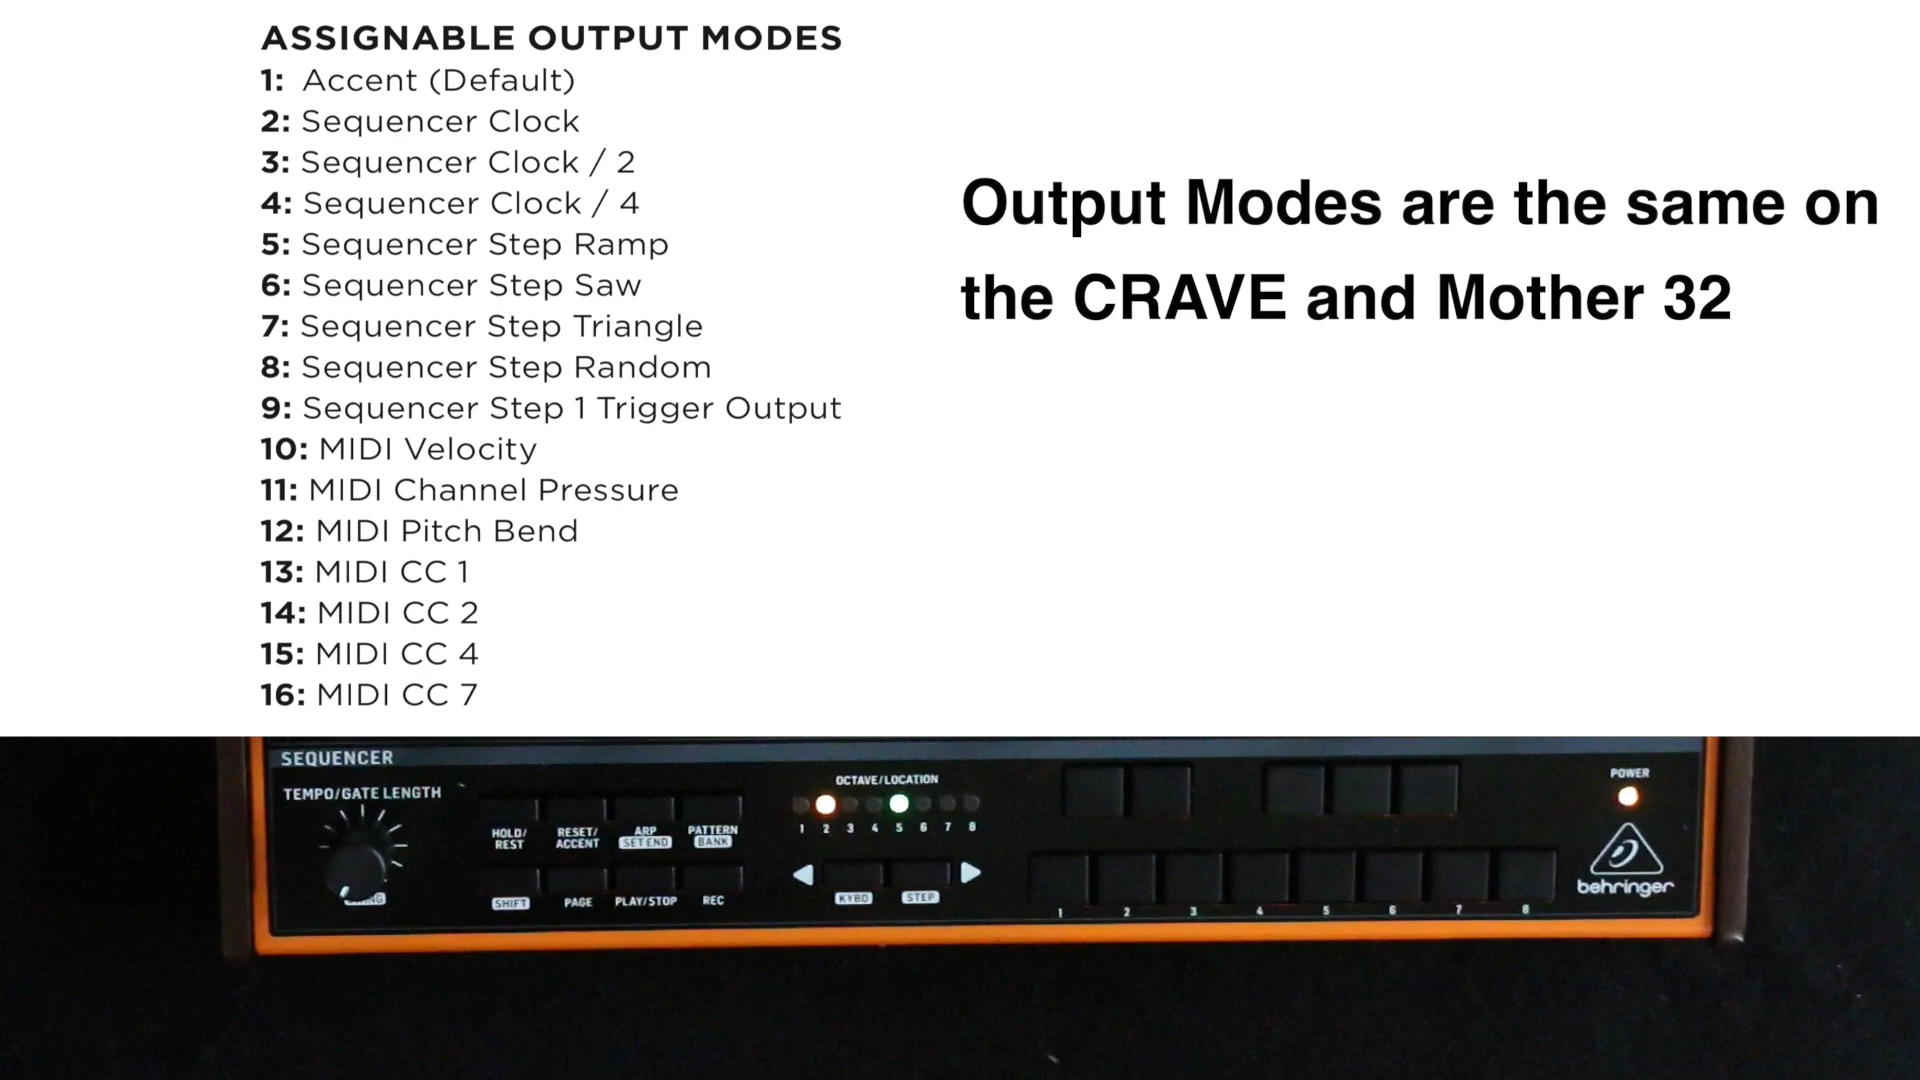 ASSIGNABLE OUTPUT MODES
1: Accent (Default)
2: Sequencer Clock
3: Sequencer Clock / 2
4: Sequencer Clock / 4
5: Sequencer Step Ramp
6: Sequencer Step Saw
7: Sequencer Step Triangle
8: Sequencer Step Random
9: Sequencer Step 1 Trigger Output
10: MIDI Velocity
11: MIDI Channel Pressure
12: MIDI Pitch Bend
13: MIDI CC 1
14: MIDI CC 2
15: MIDI CC 4
16: MIDI CC 7
Output Modes are the same on
the CRAVE and Mother 32
SEQUENCER
TEMPO/GATE LENGTH
HOLD/
REST
RESET/
ACCENT
ARP
SET END
PATTERN
BANK
SHIFT
PAGE
PLAY/STOP
REC
OCTAVE/LOCATION
1 2 3 4 5 6 7 8
KYBD
STEP
1 2 3 4 5 6 7 8
POWER
behringer